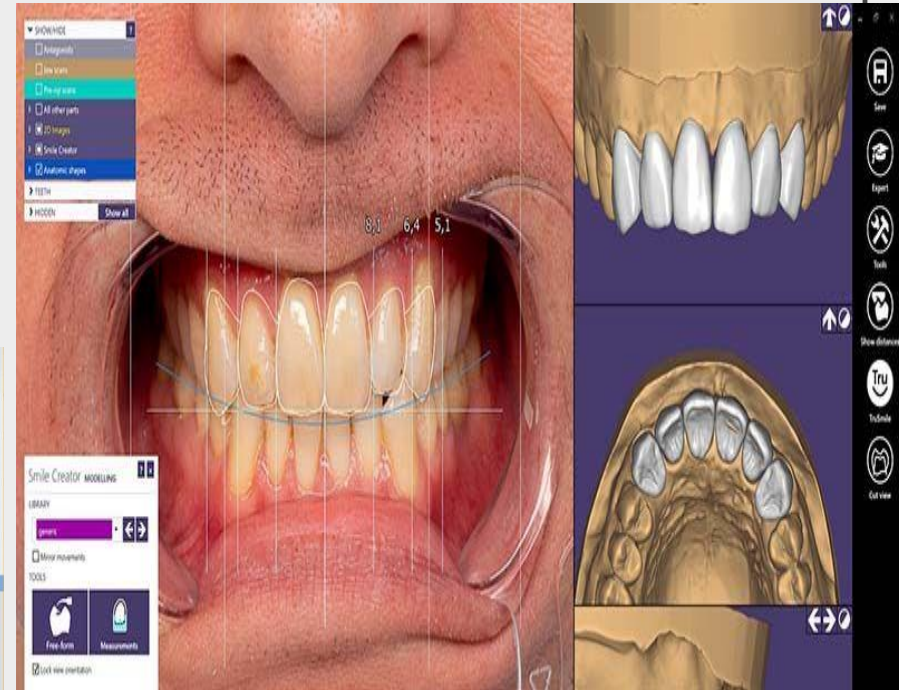 SHOW/HIDE
?
Antagonists
Jaw scans
Pre-op scans
All other parts
2D Images
Smile Creator
Anatomic shapes
TEETH
HIDDEN
Show all
8,1 6,4 5,1
Smile Creator MODELLING
? x
LIBRARY
generic
Mirror movements
TOOLS
Free-form
Measurements
Lock view orientation
Save
Expert
Tools
Show distances
Tru
TruSmile
Cut view